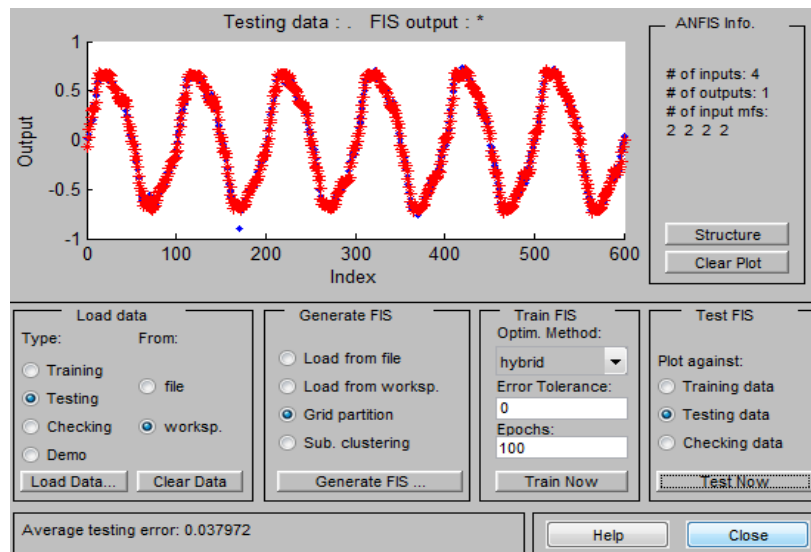 Testing data : .   FIS output : *
1
0.5
0
-0.5
-1
Output
0 100 200 300 400 500 600
Index
ANFIS Info.
# of inputs: 4
# of outputs: 1
# of input mfs:
2 2 2 2
Structure
Clear Plot
Load data
Type: From:
Training
Testing
Checking
Demo
file
worksp.
Load Data...
Clear Data
Generate FIS
Load from file
Load from worksp.
Grid partition
Sub. clustering
Generate FIS ...
Train FIS
Optim. Method:
hybrid
Error Tolerance:
0
Epochs:
100
Train Now
Test FIS
Plot against:
Training data
Testing data
Checking data
Test Now
Average testing error: 0.037972
Help
Close